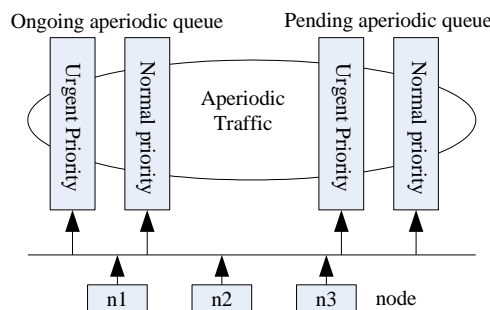 Ongoing aperiodic queue
Pending aperiodic queue
Urgent Priority
Normal priority
Aperiodic
Traffic
Urgent Priority
Normal priority
n1
n2
n3
node